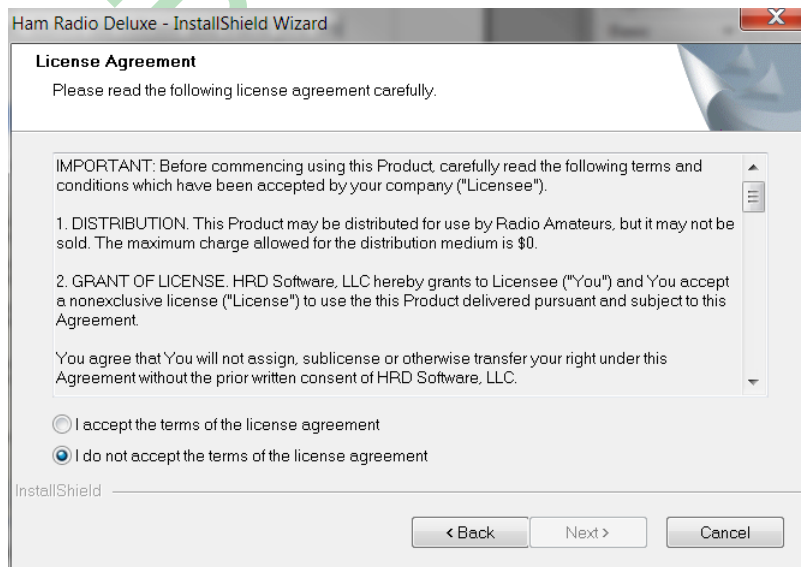 Ham Radio Deluxe - InstallShield Wizard
License Agreement
Please read the following license agreement carefully.
IMPORTANT: Before commencing using this Product, carefully read the following terms and
conditions which have been accepted by your company ("Licensee").
1. DISTRIBUTION. This Product may be distributed for use by Radio Amateurs, but it may not be
sold. The maximum charge allowed for the distribution medium is $0.
2. GRANT OF LICENSE. HRD Software, LLC hereby grants to Licensee ("You") and You accept
a nonexclusive license ("License") to use the this Product delivered pursuant and subject to this
Agreement.
You agree that You will not assign, sublicense or otherwise transfer your right under this
Agreement without the prior written consent of HRD Software, LLC.
I accept the terms of the license agreement
I do not accept the terms of the license agreement
InstallShield
< Back Next > Cancel